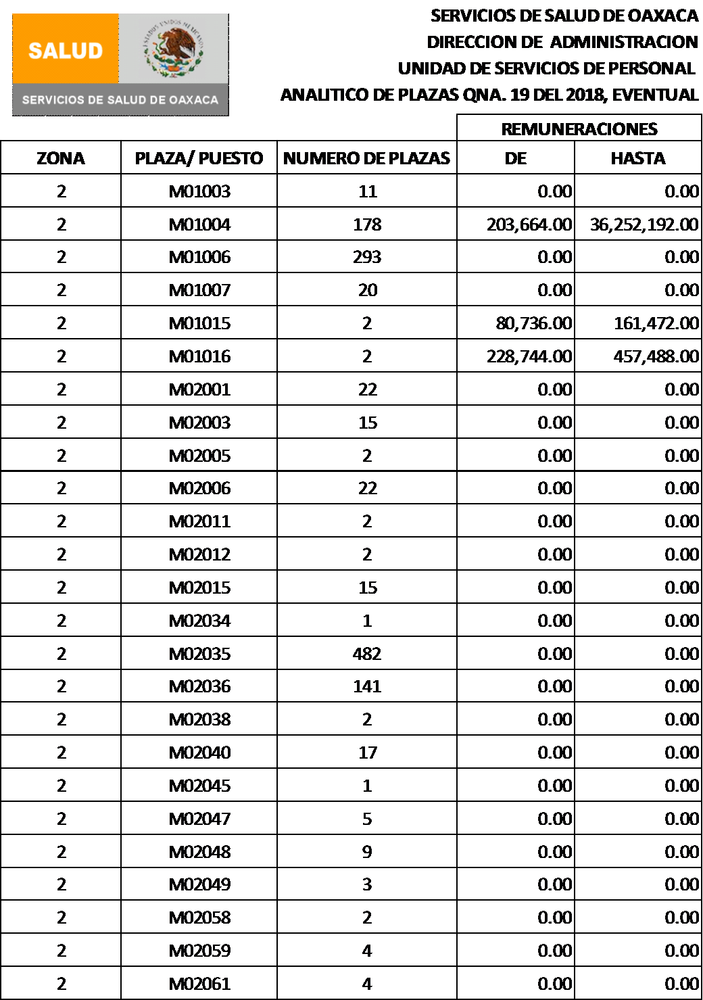 SALUD
ESTADOS UNIDOS MEXICANOS
SERVICIOS DE SALUD DE OAXACA
SERVICIOS DE SALUD DE OAXACA
DIRECCION DE ADMINISTRACION
UNIDAD DE SERVICIOS DE PERSONAL
ANALITICO DE PLAZAS QNA. 19 DEL 2018, EVENTUAL
REMUNERACIONES
ZONA PLAZA/ PUESTO NUMERO DE PLAZAS DE HASTA
2 M01003 11 0.00 0.00
2 M01004 178 203,664.00 36,252,192.00
2 M01006 293 0.00 0.00
2 M01007 20 0.00 0.00
2 M01015 2 80,736.00 161,472.00
2 M01016 2 228,744.00 457,488.00
2 M02001 22 0.00 0.00
2 M02003 15 0.00 0.00
2 M02005 2 0.00 0.00
2 M02006 22 0.00 0.00
2 M02011 2 0.00 0.00
2 M02012 2 0.00 0.00
2 M02015 15 0.00 0.00
2 M02034 1 0.00 0.00
2 M02035 482 0.00 0.00
2 M02036 141 0.00 0.00
2 M02038 2 0.00 0.00
2 M02040 17 0.00 0.00
2 M02045 1 0.00 0.00
2 M02047 5 0.00 0.00
2 M02048 9 0.00 0.00
2 M02049 3 0.00 0.00
2 M02058 2 0.00 0.00
2 M02059 4 0.00 0.00
2 M02061 4 0.00 0.00